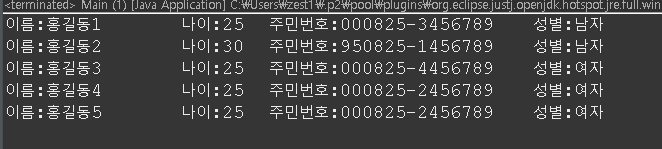 <terminated> Main (1) [Java Application] C:₩Users₩zest1₩.p2₩pool₩plugins₩org.eclipse.justj.openjdk.hotspot.jre.full.win
이름:홍길동1 나이:25 주민번호:000825-3456789 성별:남자
이름:홍길동2 나이:30 주민번호:950825-1456789 성별:남자
이름:홍길동3 나이:25 주민번호:000825-4456789 성별:여자
이름:홍길동4 나이:25 주민번호:000825-2456789 성별:여자
이름:홍길동5 나이:25 주민번호:000825-2456789 성별:여자